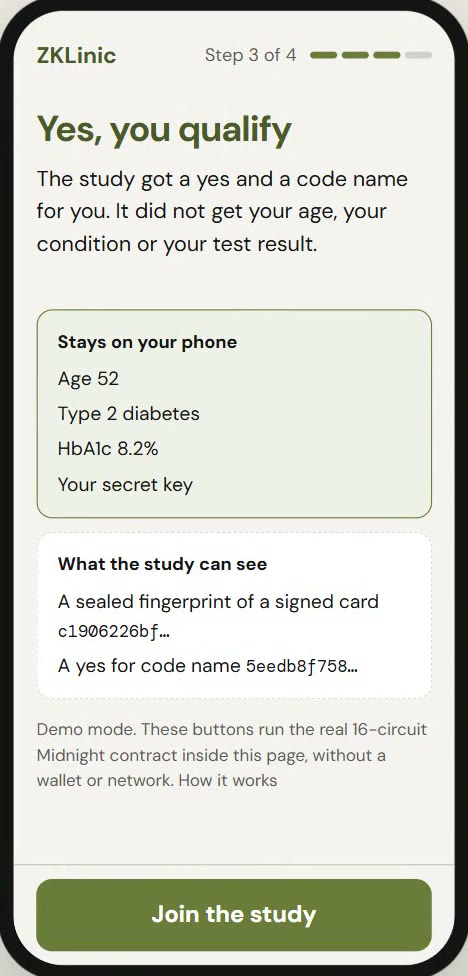 ZKLinic
Step 3 of 4
Yes, you qualify
The study got a yes and a code name
for you. It did not get your age, your
condition or your test result.
Stays on your phone
Age 52
Type 2 diabetes
HbA1c 8.2%
Your secret key
What the study can see
A sealed fingerprint of a signed card
c1906226bf…
A yes for code name 5eedb8f758…
Demo mode. These buttons run the real 16-circuit
Midnight contract inside this page, without a
wallet or network. How it works
Join the study